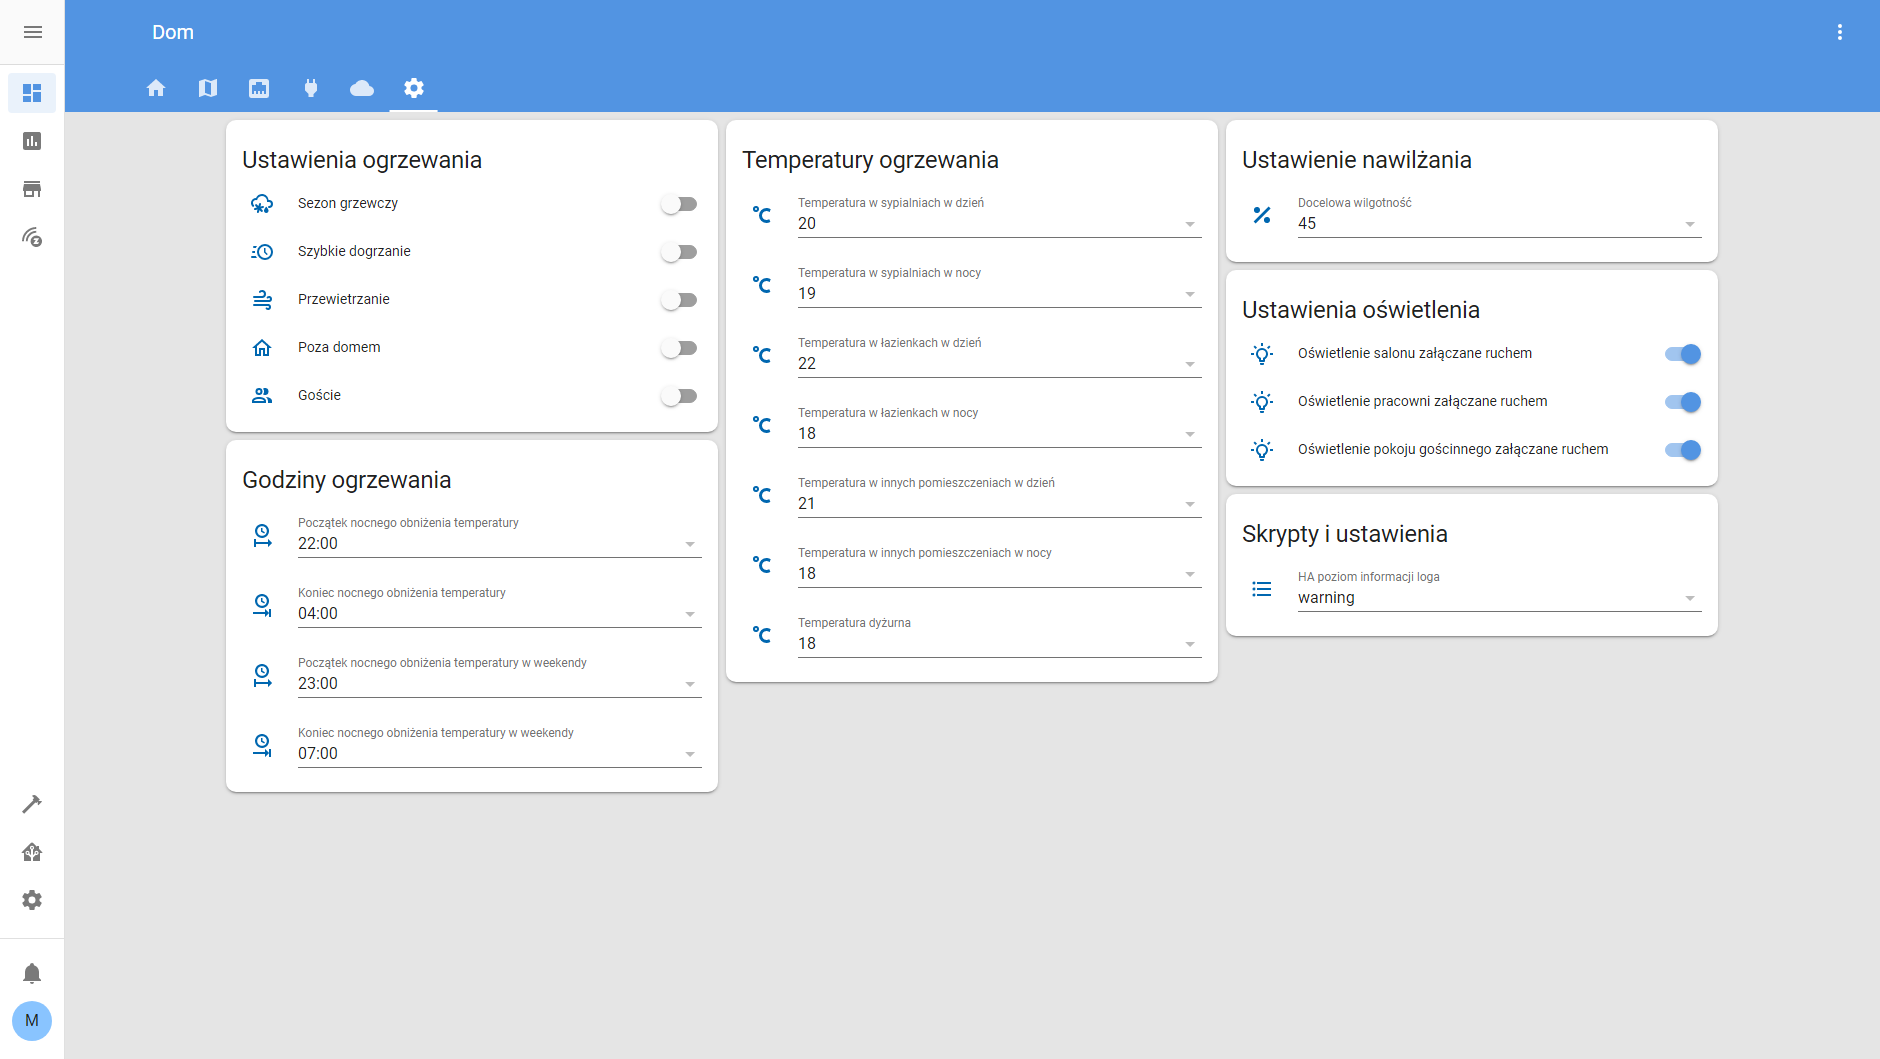 Dom
Ustawienia ogrzewania
Sezon grzewczy
Szybkie dogrzanie
Przewietrzanie
Poza domem
Goście
Godziny ogrzewania
Początek nocnego obniżenia temperatury
22:00
Koniec nocnego obniżenia temperatury
04:00
Początek nocnego obniżenia temperatury w weekendy
23:00
Koniec nocnego obniżenia temperatury w weekendy
07:00
Temperatury ogrzewania
°C Temperatura w sypialniach w dzień
20
°C Temperatura w sypialniach w nocy
19
°C Temperatura w łazienkach w dzień
22
°C Temperatura w łazienkach w nocy
18
°C Temperatura w innych pomieszczeniach w dzień
21
°C Temperatura w innych pomieszczeniach w nocy
18
°C Temperatura dyżurna
18
Ustawienie nawilżania
% Docelowa wilgotność
45
Ustawienia oświetlenia
Oświetlenie salonu załączane ruchem
Oświetlenie pracowni załączane ruchem
Oświetlenie pokoju gościnnego załączane ruchem
Skrypty i ustawienia
HA poziom informacji loga
warning
M